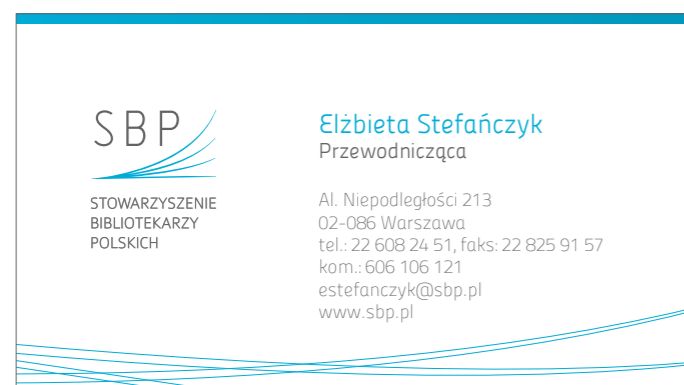 SBP
STOWARZYSZENIE
BIBLIOTEKARZY
POLSKICH
Elżbieta Stefańczyk
Przewodnicząca
Al. Niepodległości 213
02-086 Warszawa
tel.: 22 608 24 51, faks: 22 825 91 57
kom.: 606 106 121
estefanczyk@sbp.pl
www.sbp.pl